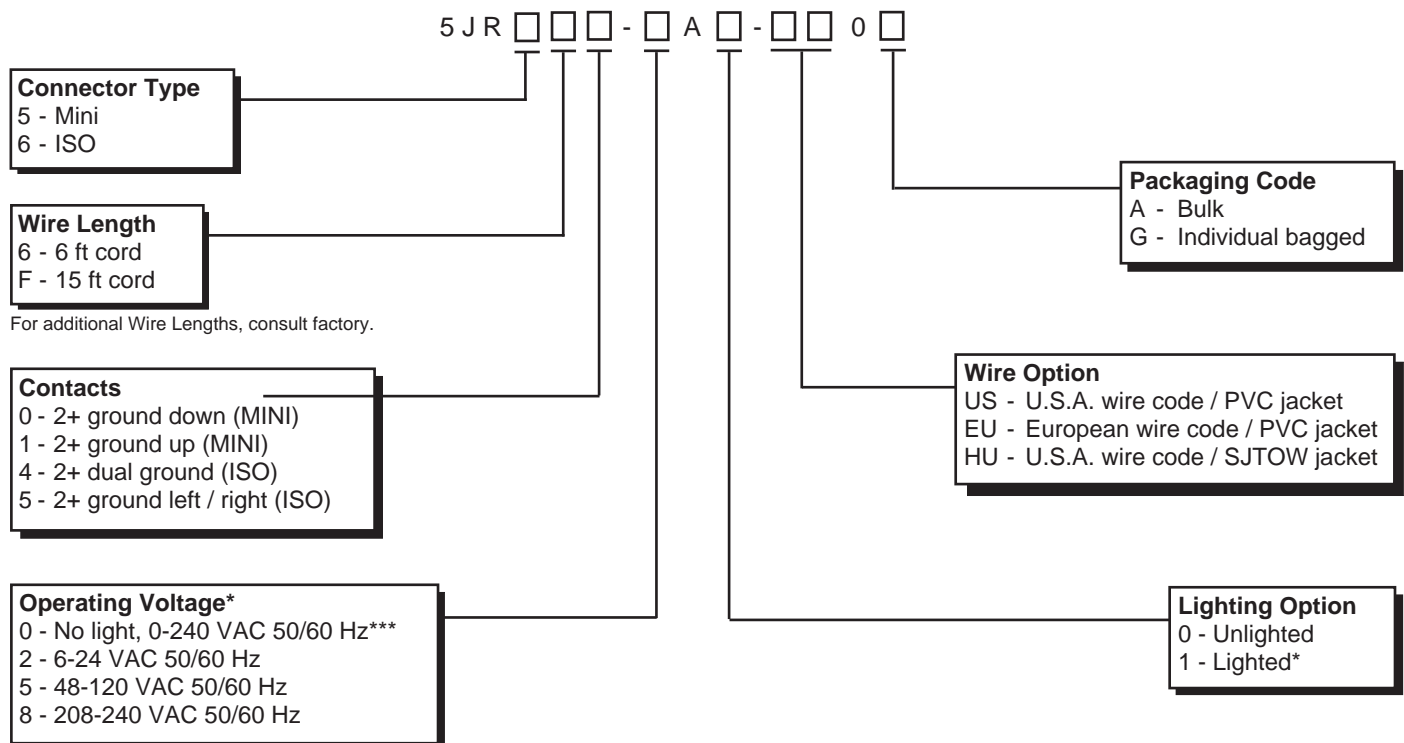 5JR□□□-□A□-□□0□
Connector Type
5 - Mini
6 - ISO
Wire Length
6 - 6 ft cord
F - 15 ft cord
For additional Wire Lengths, consult factory.
Contacts
0 - 2+ ground down (MINI)
1 - 2+ ground up (MINI)
4 - 2+ dual ground (ISO)
5 - 2+ ground left / right (ISO)
Operating Voltage*
0 - No light, 0-240 VAC 50/60 Hz***
2 - 6-24 VAC 50/60 Hz
5 - 48-120 VAC 50/60 Hz
8 - 208-240 VAC 50/60 Hz
Packaging Code
A - Bulk
G - Individual bagged
Wire Option
US - U.S.A. wire code / PVC jacket
EU - European wire code / PVC jacket
HU - U.S.A. wire code / SJTOW jacket
Lighting Option
0 - Unlighted
1 - Lighted*